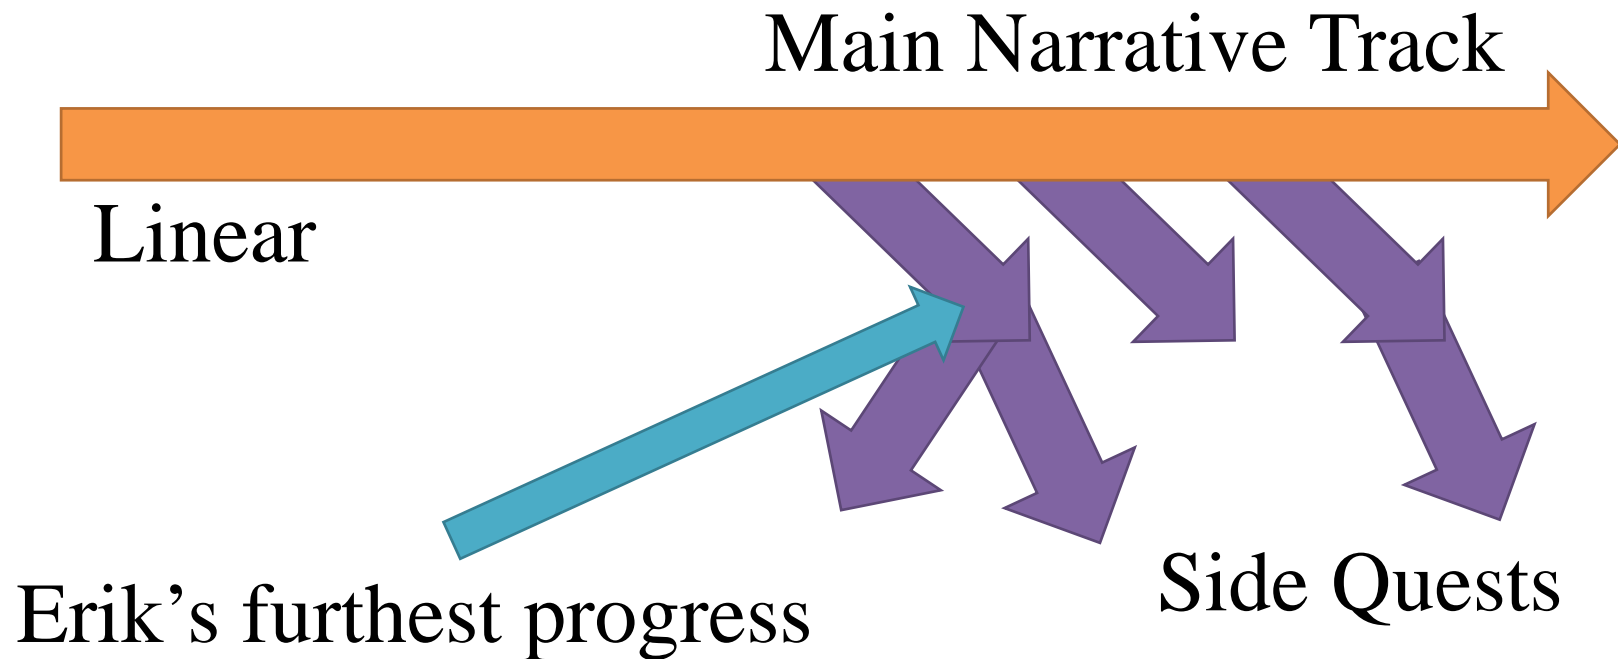 Main Narrative Track
Linear
Side Quests
Erik’s furthest progress